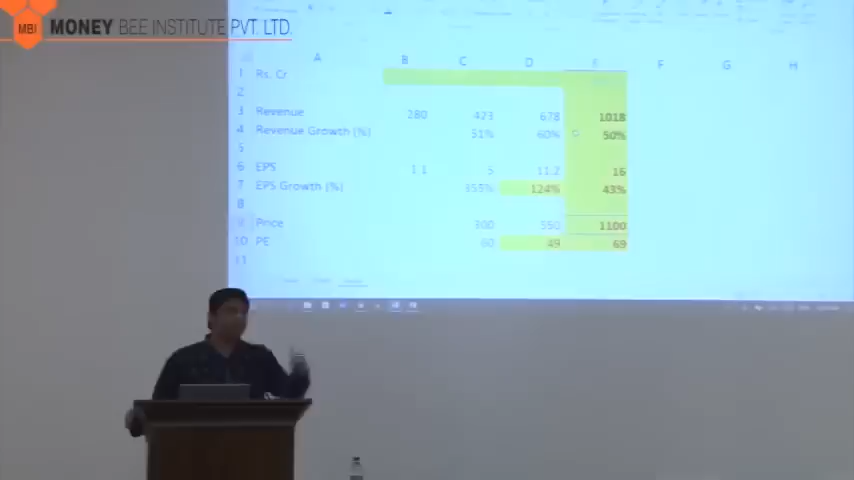 MBI MONEY BEE INSTITUTE PVT. LTD.
A B C D E F G H
1 Rs. Cr.
2
3 Revenue 280 423 678 1018
4 Revenue Growth (%) 51% 60% 50%
5
6 EPS 1.1 5 11.2 16
7 EPS Growth (%) 355% 124% 43%
8
9 Price 300 550 1100
10 PE 60 49 69
11